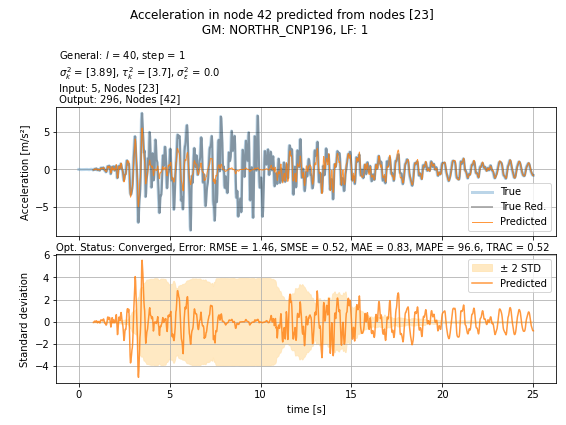 Acceleration in node 42 predicted from nodes [23]
GM: NORTHR_CNP196, LF: 1
General: l = 40, step = 1
σ_k² = [3.89], τ_k² = [3.7], σ_ε² = 0.0
Input: 5, Nodes [23]
Output: 296, Nodes [42]
Acceleration [m/s²]
5
0
−5
True
True Red.
Predicted
Opt. Status: Converged, Error: RMSE = 1.46, SMSE = 0.52, MAE = 0.83, MAPE = 96.6, TRAC = 0.52
Standard deviation
6
4
2
0
−2
−4
± 2 STD
Predicted
0 5 10 15 20 25
time [s]